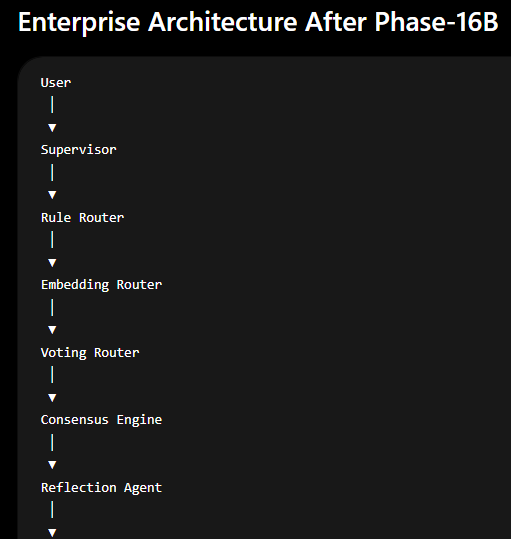 Enterprise Architecture After Phase-16B
User
│
▼
Supervisor
│
▼
Rule Router
│
▼
Embedding Router
│
▼
Voting Router
│
▼
Consensus Engine
│
▼
Reflection Agent
│
▼